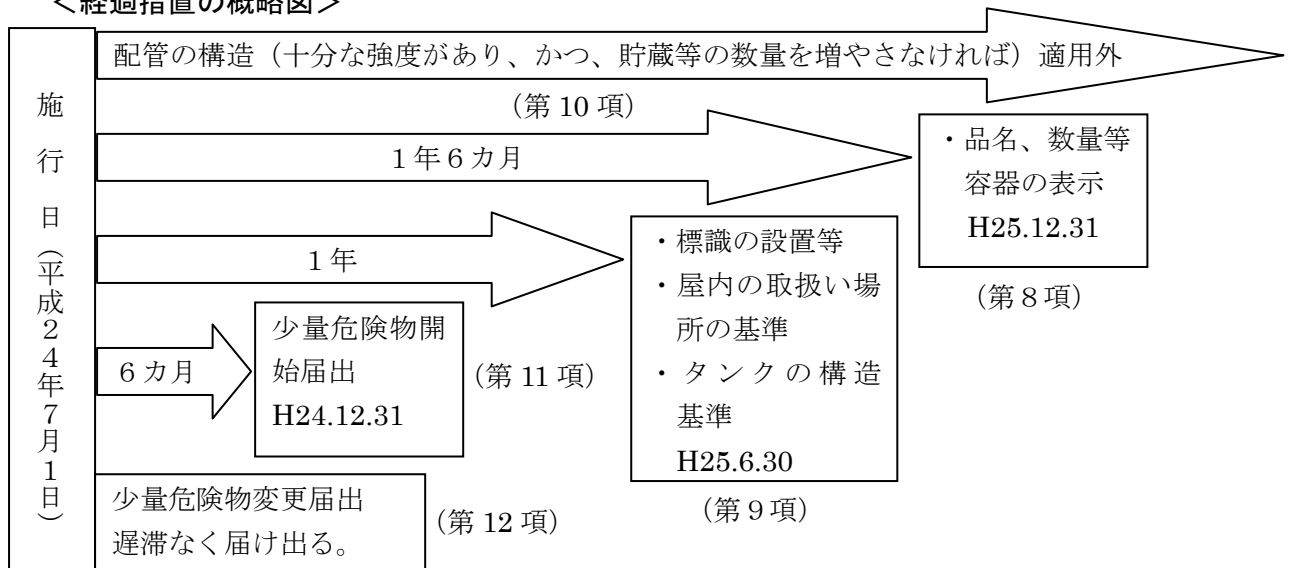 ＜経過措置の概略図＞
施行日（平成２４年７月１日）
配管の構造（十分な強度があり、かつ、貯蔵等の数量を増やさなければ）適用外
（第 10 項）
１年６カ月
・品名、数量等
容器の表示
H25.12.31
（第８項）
１年
・標識の設置等
・屋内の取扱い場
所の基準
・タンクの構造
基準
H25.6.30
（第９項）
６カ月
少量危険物開
始届出
H24.12.31
（第 11 項）
少量危険物変更届出
遅滞なく届け出る。
（第 12 項）